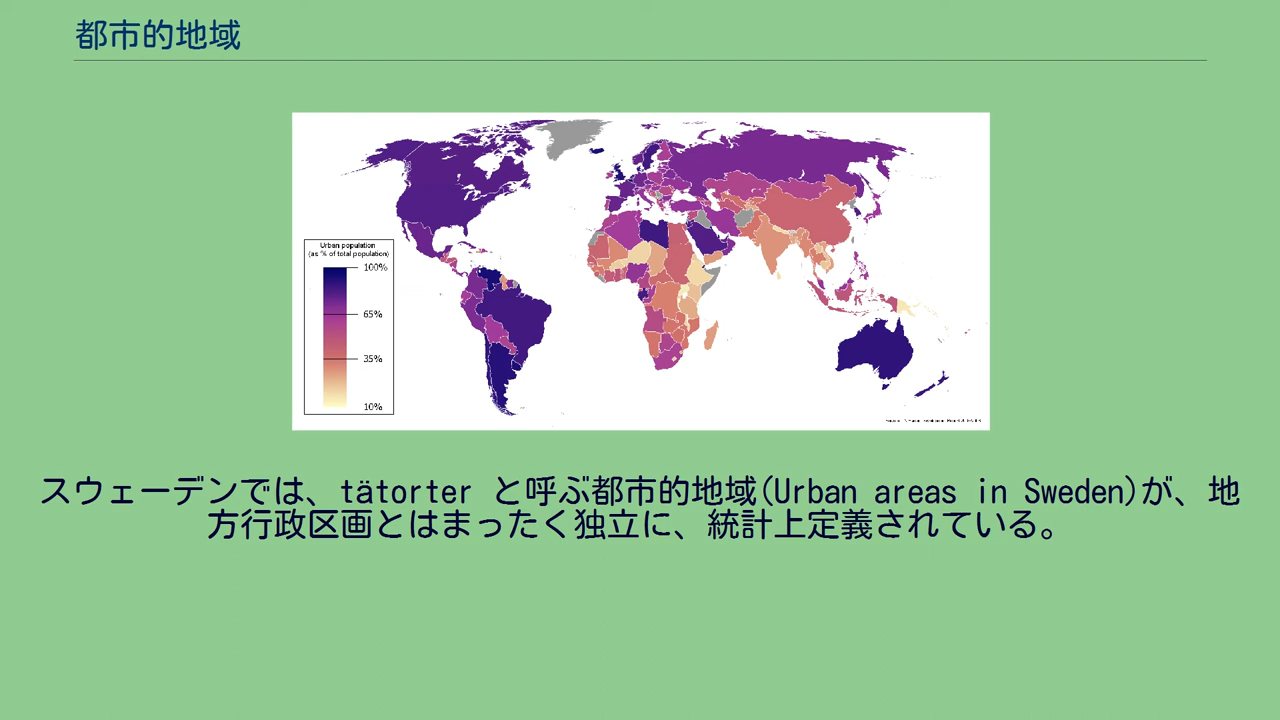 都市的地域
Urban population
(as % of total population)
100%
65%
35%
10%
スウェーデンでは、tätorter と呼ぶ都市的地域(Urban areas in Sweden)が、地
方行政区画とはまったく独立に、統計上定義されている。